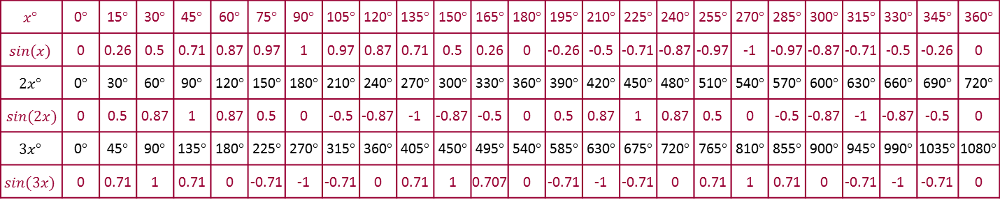 x° 0° 15° 30° 45° 60° 75° 90° 105° 120° 135° 150° 165° 180° 195° 210° 225° 240° 255° 270° 285° 300° 315° 330° 345° 360°
sin(x) 0 0.26 0.5 0.71 0.87 0.97 1 0.97 0.87 0.71 0.5 0.26 0 -0.26 -0.5 -0.71 -0.87 -0.97 -1 -0.97 -0.87 -0.71 -0.5 -0.26 0
2x° 0° 30° 60° 90° 120° 150° 180° 210° 240° 270° 300° 330° 360° 390° 420° 450° 480° 510° 540° 570° 600° 630° 660° 690° 720°
sin(2x) 0 0.5 0.87 1 0.87 0.5 0 -0.5 -0.87 -1 -0.87 -0.5 0 0.5 0.87 1 0.87 0.5 0 -0.5 -0.87 -1 -0.87 -0.5 0
3x° 0° 45° 90° 135° 180° 225° 270° 315° 360° 405° 450° 495° 540° 585° 630° 675° 720° 765° 810° 855° 900° 945° 990° 1035° 1080°
sin(3x) 0 0.71 1 0.71 0 -0.71 -1 -0.71 0 0.71 1 0.707 0 -0.71 -1 -0.71 0 0.71 1 0.71 0 -0.71 -1 -0.71 0